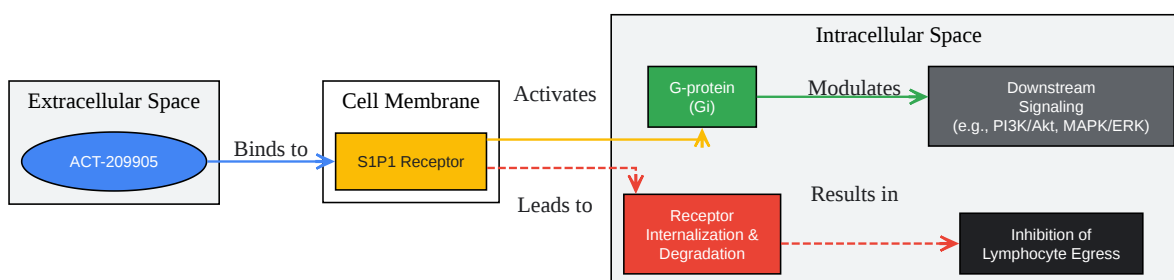 Extracellular Space
ACT-209905
Binds to
Cell Membrane
S1P1 Receptor
Activates
Leads to
Intracellular Space
G-protein
(Gi)
Modulates
Downstream
Signaling
(e.g., PI3K/Akt, MAPK/ERK)
Receptor
Internalization &
Degradation
Results in
Inhibition of
Lymphocyte Egress